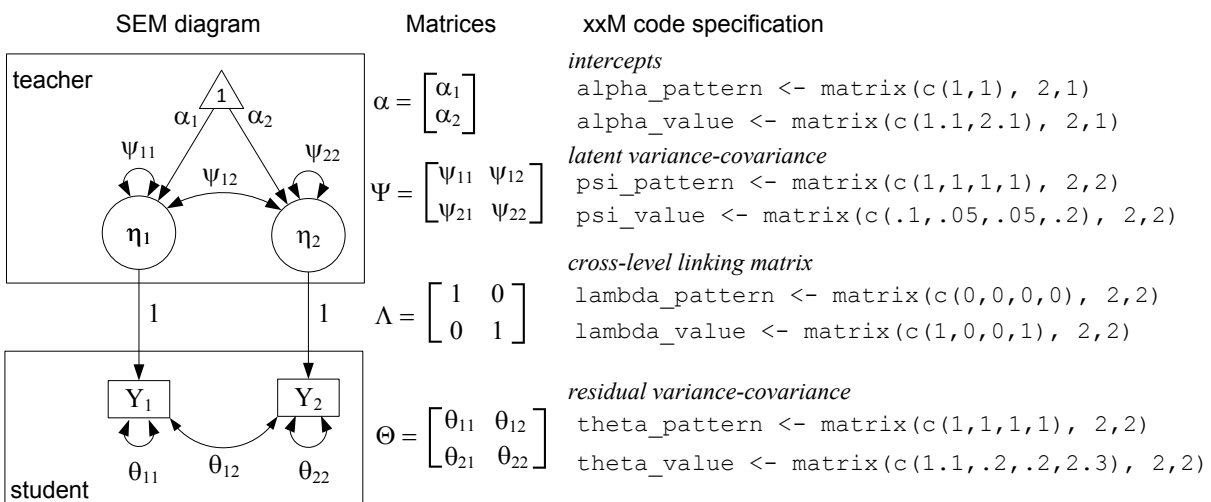 SEM diagram
Matrices
xxM code specification
teacher
1
α₁
α₂
ψ₁₁
ψ₂₂
ψ₁₂
η₁
η₂
1
1
Y₁
Y₂
θ₁₁
θ₁₂
θ₂₂
student
α = [α₁ α₂]
Ψ = [ψ₁₁ ψ₁₂
ψ₂₁ ψ₂₂]
Λ = [1 0
0 1]
Θ = [θ₁₁ θ₁₂
θ₂₁ θ₂₂]
intercepts
alpha_pattern <- matrix(c(1,1), 2,1)
alpha_value <- matrix(c(1.1,2.1), 2,1)
latent variance-covariance
psi_pattern <- matrix(c(1,1,1,1), 2,2)
psi_value <- matrix(c(.1,.05,.05,.2), 2,2)
cross-level linking matrix
lambda_pattern <- matrix(c(0,0,0,0), 2,2)
lambda_value <- matrix(c(1,0,0,1), 2,2)
residual variance-covariance
theta_pattern <- matrix(c(1,1,1,1), 2,2)
theta_value <- matrix(c(1.1,.2,.2,2.3), 2,2)